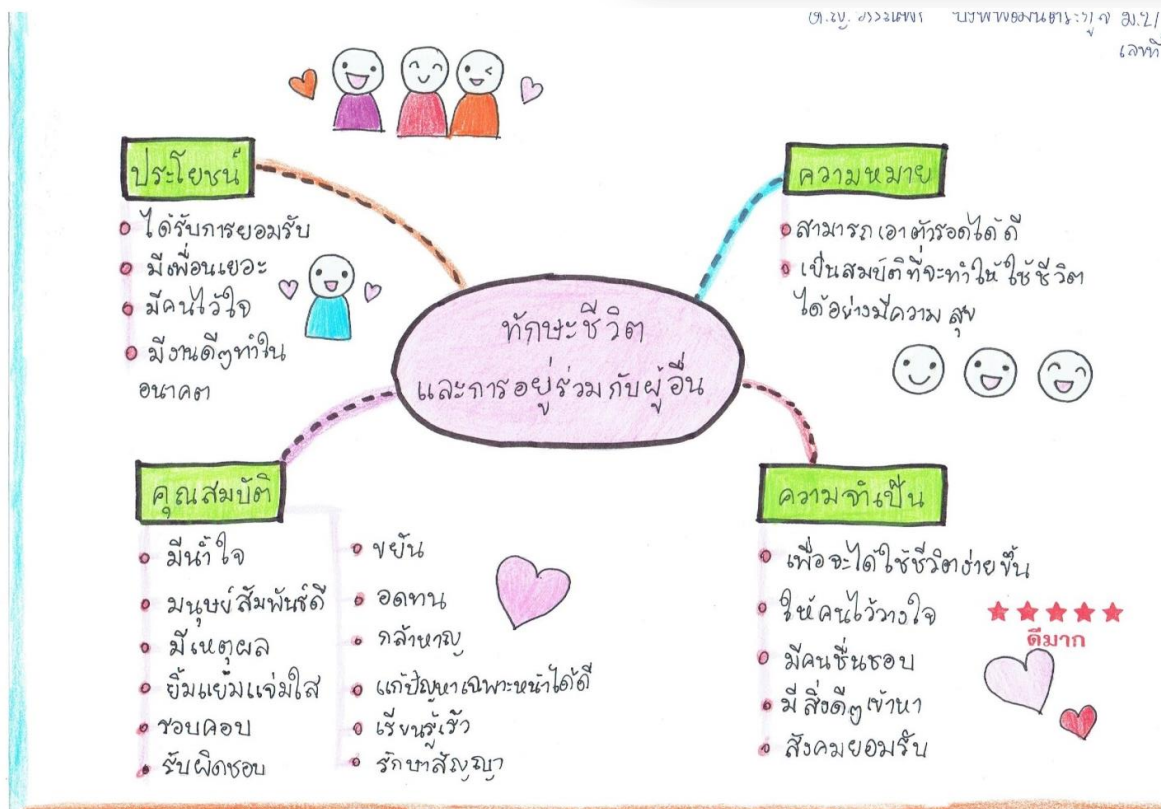 ด.ญ. วรรณพร ม.2/
เลขที่
ประโยชน์
ได้รับการยอมรับ
มีเพื่อนเยอะ
มีคนไว้ใจ
มีงานดีๆทำใน
อนาคต
ความหมาย
สามารถเอาตัวรอดได้ดี
เป็นสมบัติที่จะทำให้ใช้ชีวิต
ได้อย่างมีความสุข
ทักษะชีวิต
และการอยู่ร่วมกับผู้อื่น
คุณสมบัติ
มีน้ำใจ
มนุษย์สัมพันธ์ดี
มีเหตุผล
ยิ้มแย้มแจ่มใส
รอบคอบ
รับผิดชอบ
ขยัน
อดทน
กล้าหาญ
แก้ปัญหาเฉพาะหน้าได้ดี
เรียนรู้เร็ว
รักษาสัญญา
ความจำเป็น
เพื่อจะได้ใช้ชีวิตง่ายขึ้น
ให้คนไว้วางใจ
มีคนชื่นชอบ
มีสิ่งดีๆเข้าหา
สังคมยอมรับ
ดีมาก